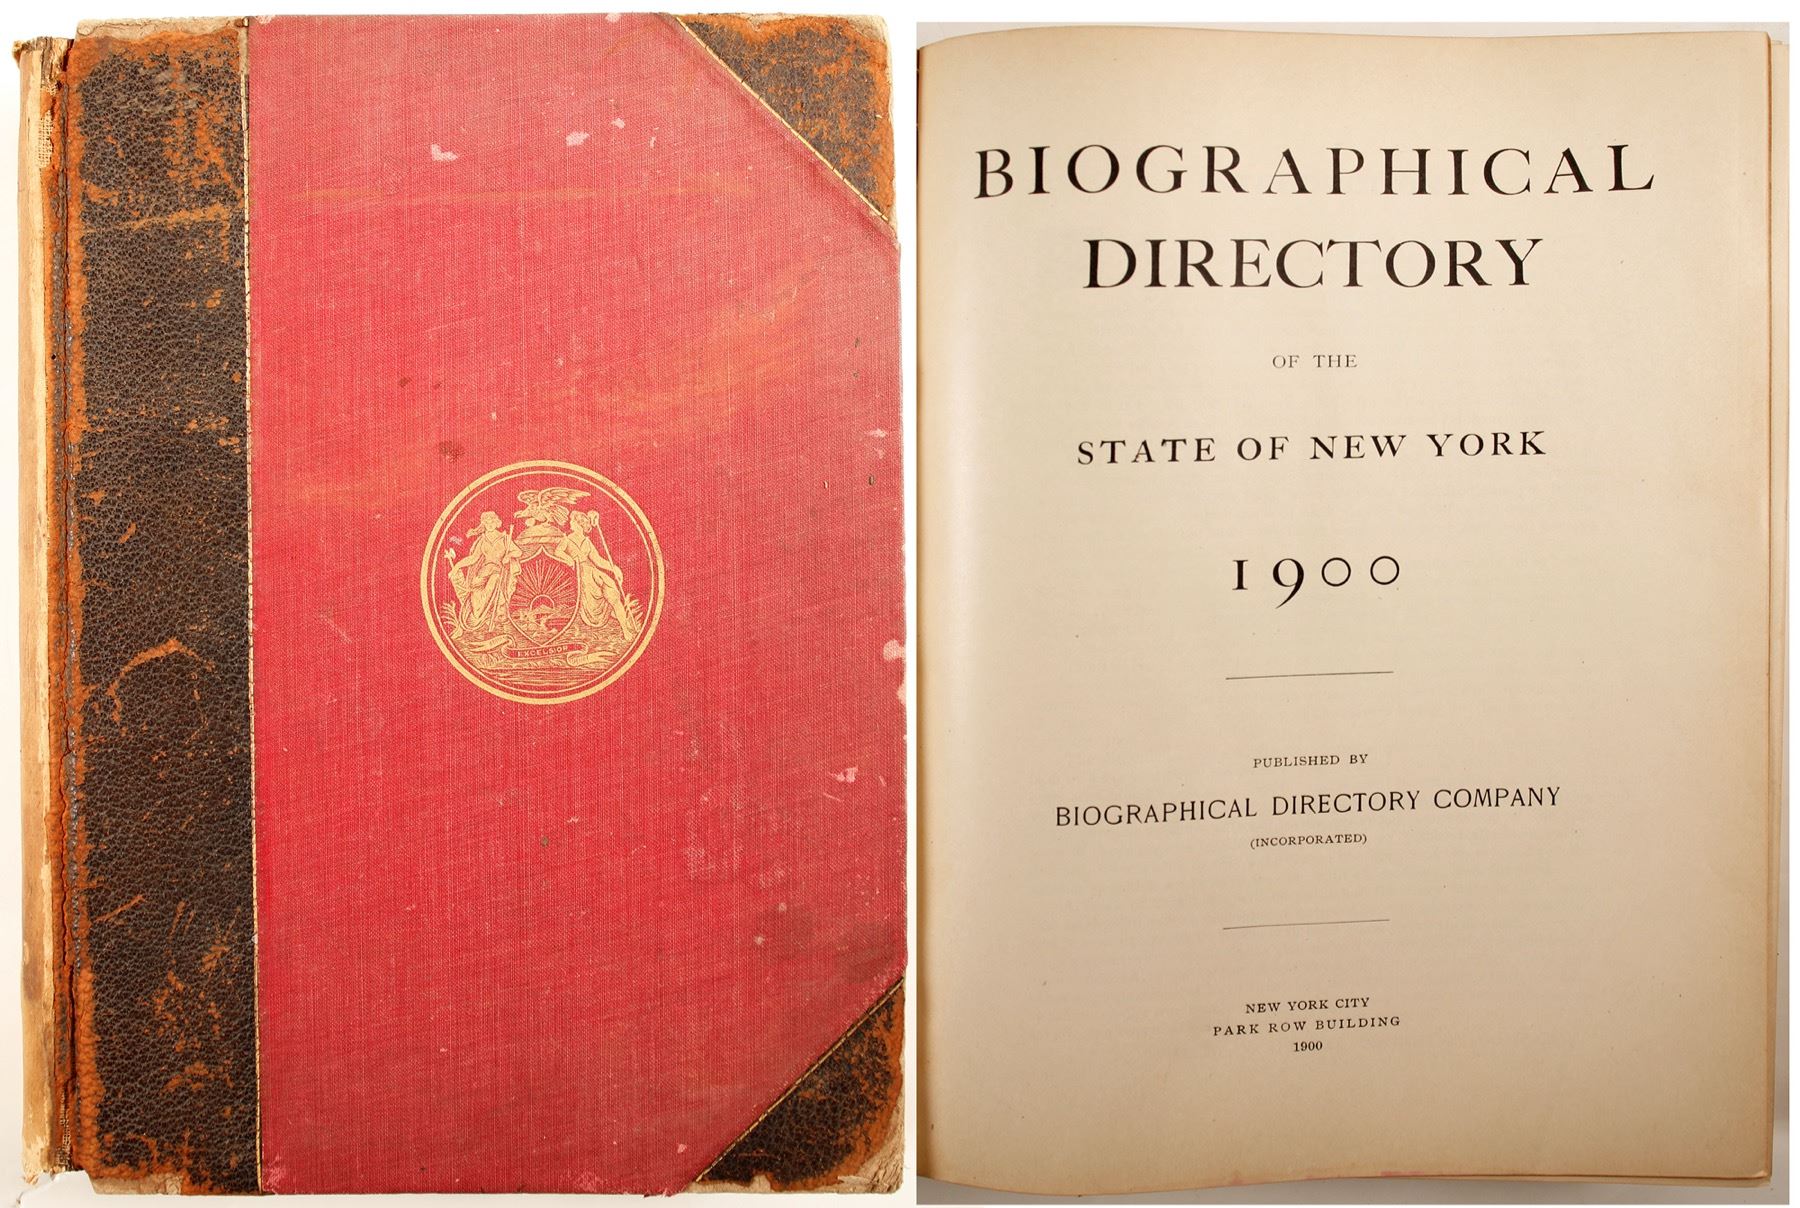 EXCELSIOR
BIOGRAPHICAL
DIRECTORY
OF THE
STATE OF NEW YORK
1900
PUBLISHED BY
BIOGRAPHICAL DIRECTORY COMPANY
(INCORPORATED)
NEW YORK CITY
PARK ROW BUILDING
1900